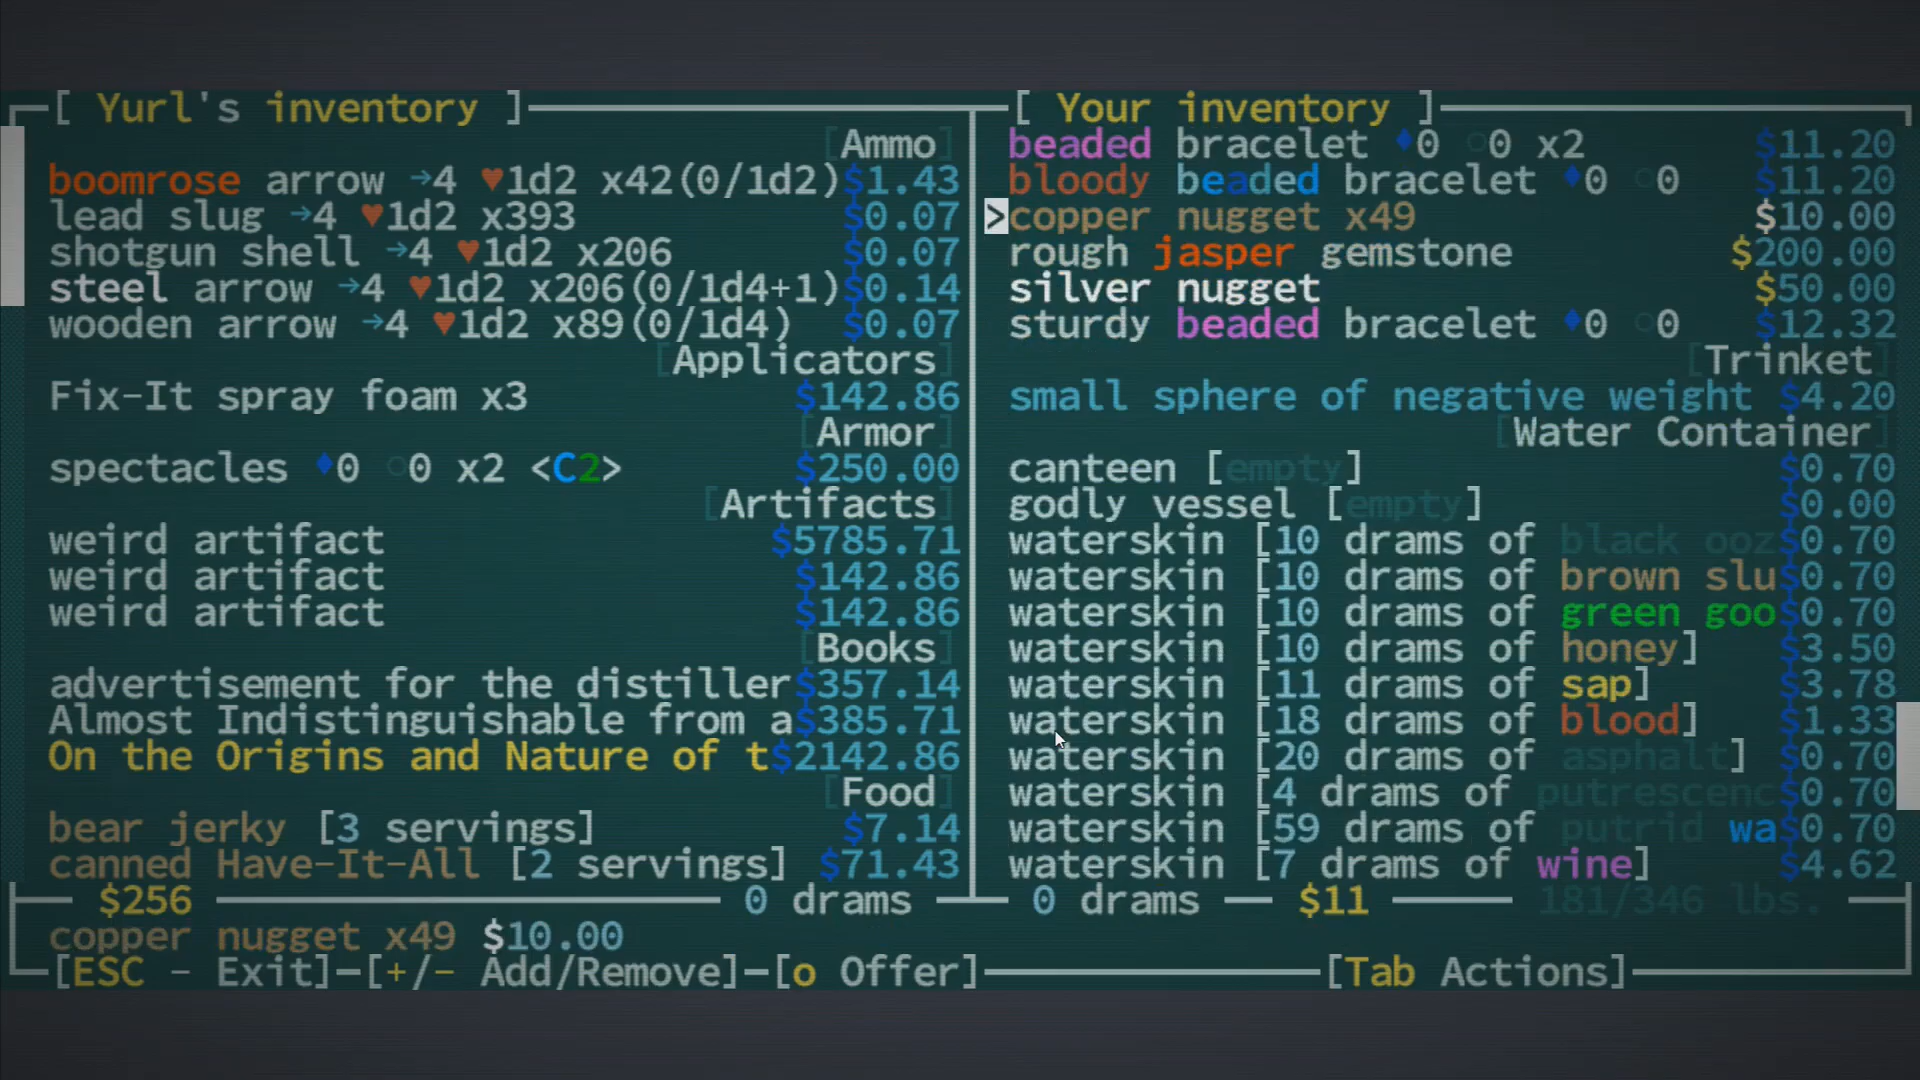 [ Yurl's inventory ]
[Ammo]
boomrose arrow →4 ♥1d2 x42(0/1d2) $1.43
lead slug →4 ♥1d2 x393 $0.07
shotgun shell →4 ♥1d2 x206 $0.07
steel arrow →4 ♥1d2 x206(0/1d4+1) $0.14
wooden arrow →4 ♥1d2 x89(0/1d4) $0.07
[Applicators]
Fix-It spray foam x3 $142.86
[Armor]
spectacles ♦0 ○0 x2 <C2> $250.00
[Artifacts]
weird artifact $5785.71
weird artifact $142.86
weird artifact $142.86
[Books]
advertisement for the distiller $357.14
Almost Indistinguishable from a $385.71
On the Origins and Nature of t $2142.86
[Food]
bear jerky [3 servings] $7.14
canned Have-It-All [2 servings] $71.43
$256 0 drams
[ Your inventory ]
beaded bracelet ♦0 ○0 x2 $11.20
bloody beaded bracelet ♦0 ○0 $11.20
>copper nugget x49 $10.00
rough jasper gemstone $200.00
silver nugget $50.00
sturdy beaded bracelet ♦0 ○0 $12.32
[Trinket]
small sphere of negative weight $4.20
[Water Container]
canteen [empty] $0.70
godly vessel [empty] $0.00
waterskin [10 drams of black ooz $0.70
waterskin [10 drams of brown slu $0.70
waterskin [10 drams of green goo $0.70
waterskin [10 drams of honey] $3.50
waterskin [11 drams of sap] $3.78
waterskin [18 drams of blood] $1.33
waterskin [20 drams of asphalt] $0.70
waterskin [4 drams of putrescenc $0.70
waterskin [59 drams of putrid wa $0.70
waterskin [7 drams of wine] $4.62
0 drams $11 181/346 lbs.
copper nugget x49 $10.00
[ESC - Exit]-[+/- Add/Remove]-[o Offer] [Tab Actions]